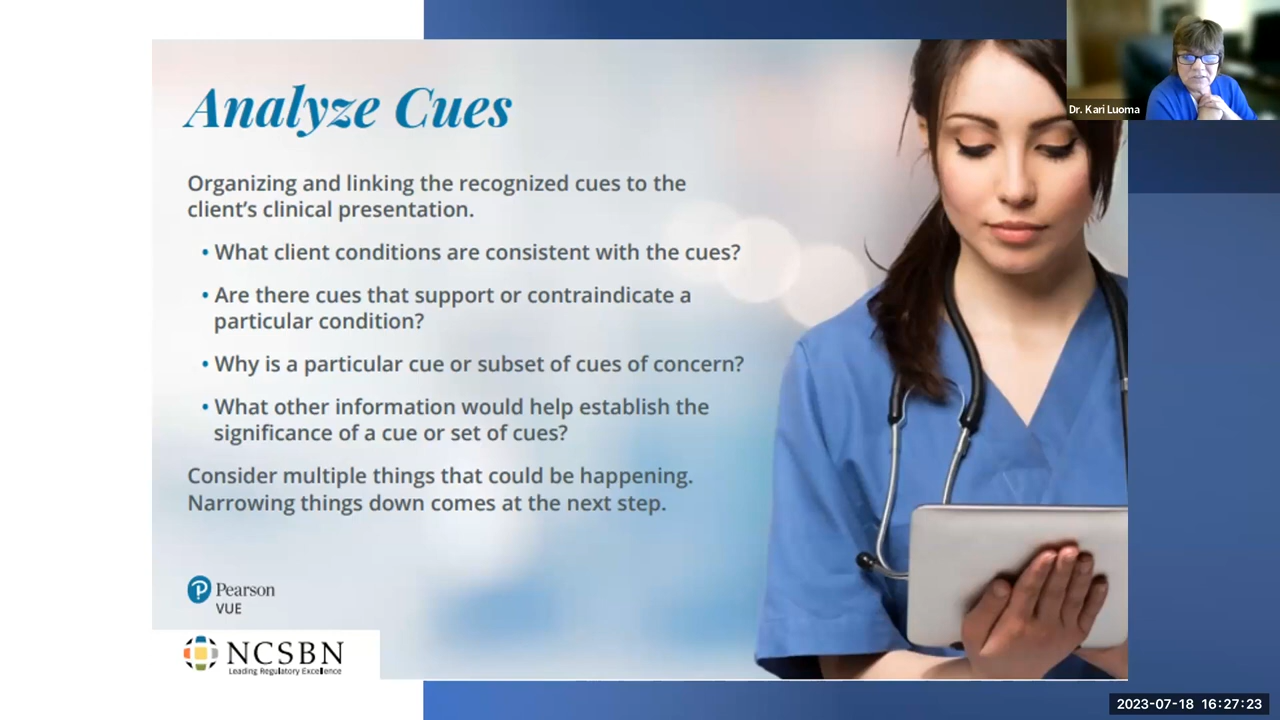 Dr. Kari Luoma
Analyze Cues
Organizing and linking the recognized cues to the
client's clinical presentation.
• What client conditions are consistent with the cues?
• Are there cues that support or contraindicate a
particular condition?
• Why is a particular cue or subset of cues of concern?
• What other information would help establish the
significance of a cue or set of cues?
Consider multiple things that could be happening.
Narrowing things down comes at the next step.
P Pearson
VUE
NCSBN
Leading Regulatory Excellence
2023-07-18 16:27:23